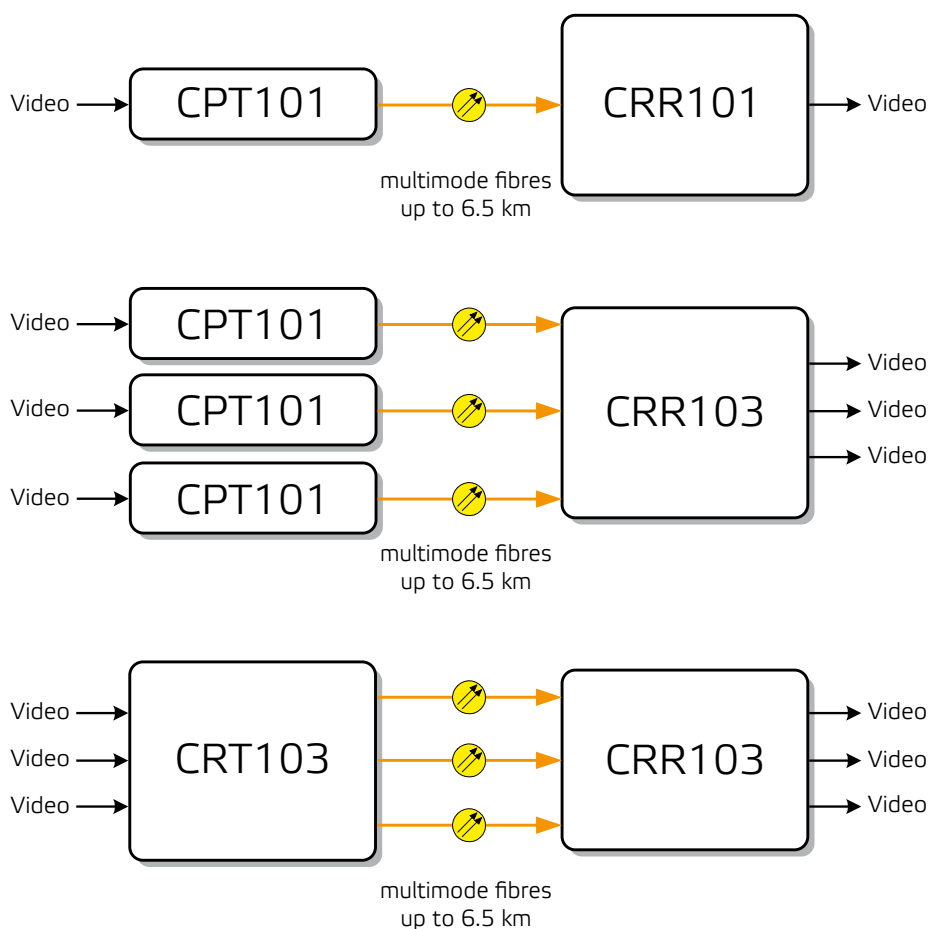 Video CPT101 CRR101 Video
multimode fibres
up to 6.5 km
Video CPT101
Video CPT101
Video CPT101
CRR103
Video
Video
Video
multimode fibres
up to 6.5 km
Video
Video
Video
CRT103
CRR103
Video
Video
Video
multimode fibres
up to 6.5 km